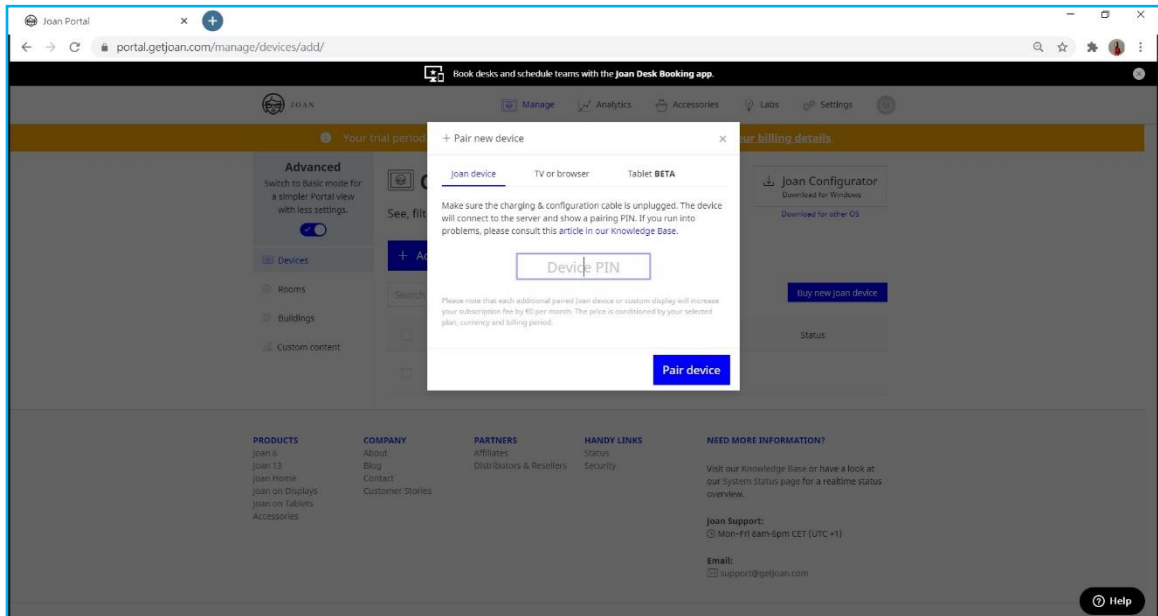 Joan Portal
portal.getjoan.com/manage/devices/add/
Book desks and schedule teams with the Joan Desk Booking app.
JOAN
Manage
Analytics
Accessories
Labs
Settings
Your trial period
ur billing details.
Advanced
Switch to Basic mode for
a simpler Portal view
with less settings.
Devices
Rooms
Buildings
Custom content
See, filt
+ Ad
Search
Joan Configurator
Download for Windows
Download for other OS
Buy new Joan device
Status
+ Pair new device
Joan device
TV or browser
Tablet BETA
Make sure the charging & configuration cable is unplugged. The device
will connect to the server and show a pairing PIN. If you run into
problems, please consult this article in our Knowledge Base.
Device PIN
Please note that each additional paired Joan device or custom display will increase
your subscription fee by €0 per month. The price is conditioned by your selected
plan, currency and billing period.
Pair device
PRODUCTS
Joan 6
Joan 13
Joan Home
Joan on Displays
Joan on Tablets
Accessories
COMPANY
About
Blog
Contact
Customer Stories
PARTNERS
Affiliates
Distributors & Resellers
HANDY LINKS
Status
Security
NEED MORE INFORMATION?
Visit our Knowledge Base or have a look at
our System Status page for a realtime status
overview.
Joan Support:
Mon-Fri 8am-6pm CET (UTC +1)
Email:
support@getjoan.com
Help